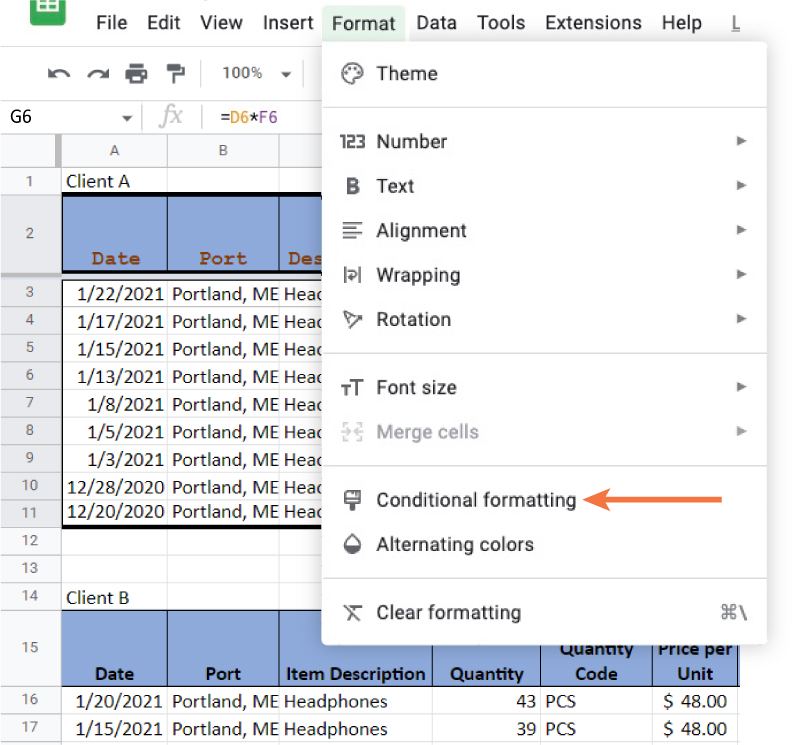 File Edit View Insert Format Data Tools Extensions Help L
100%
G6 fx =D6*F6
A B
1 Client A
2 Date Port Des
3 1/22/2021 Portland, ME Head
4 1/17/2021 Portland, ME Head
5 1/15/2021 Portland, ME Head
6 1/13/2021 Portland, ME Head
7 1/8/2021 Portland, ME Head
8 1/5/2021 Portland, ME Head
9 1/3/2021 Portland, ME Head
10 12/28/2020 Portland, ME Head
11 12/20/2020 Portland, ME Head
12
13
14 Client B
15 Date Port Item Description Quantity Quantity Code Price per Unit
16 1/20/2021 Portland, ME Headphones 43 PCS $ 48.00
17 1/15/2021 Portland, ME Headphones 39 PCS $ 48.00
Theme
123 Number
B Text
Alignment
Wrapping
Rotation
TT Font size
Merge cells
Conditional formatting
Alternating colors
Clear formatting ⌘\